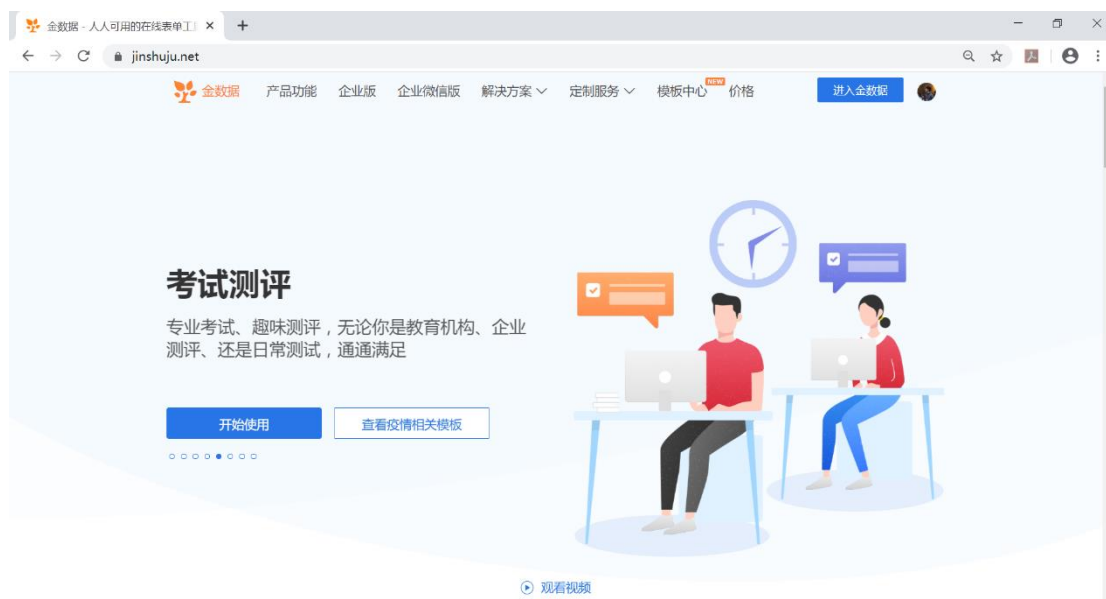 金数据 - 人人可用的在线表单工
jinshuju.net
金数据 产品功能 企业版 企业微信版 解决方案 定制服务 模板中心 NEW 价格 进入金数据
考试测评
专业考试、趣味测评，无论你是教育机构、企业
测评、还是日常测试，通通满足
开始使用 查看疫情相关模板
观看视频